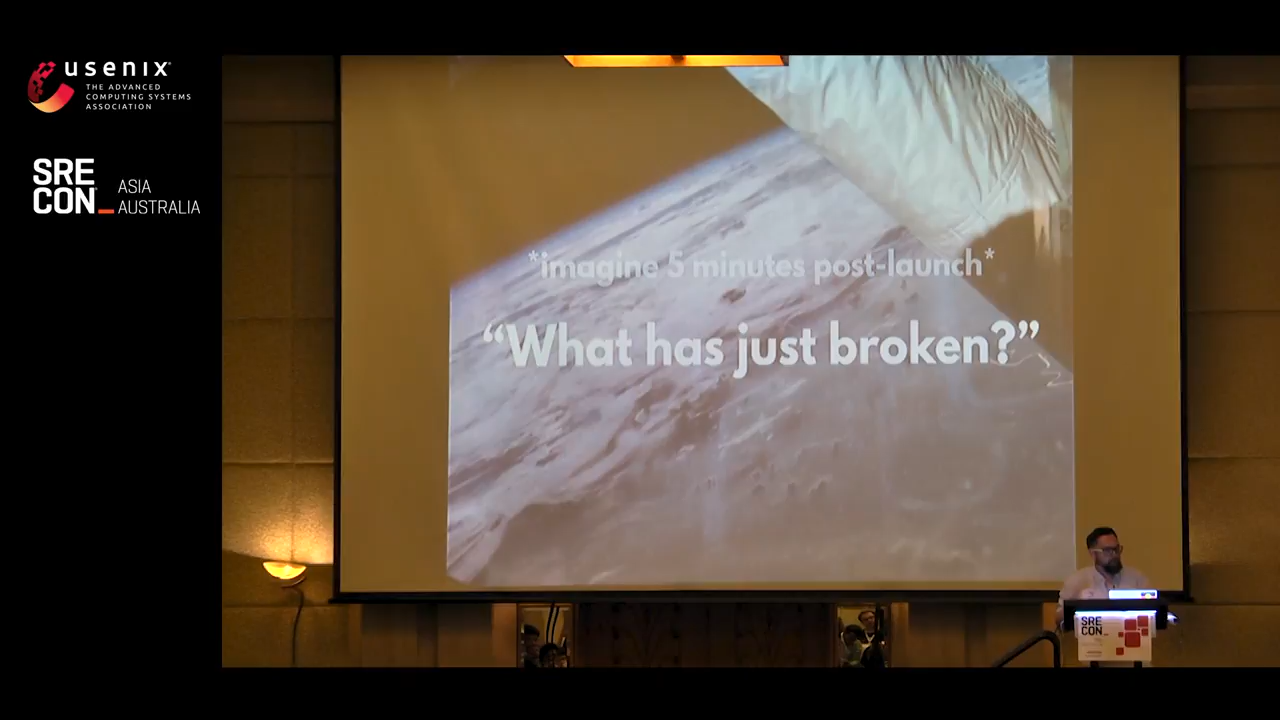 usenix
THE ADVANCED
COMPUTING SYSTEMS
ASSOCIATION
SRE
CON
ASIA
AUSTRALIA
*imagine 5 minutes post-launch*
“What has just broken?”
SRE
CON